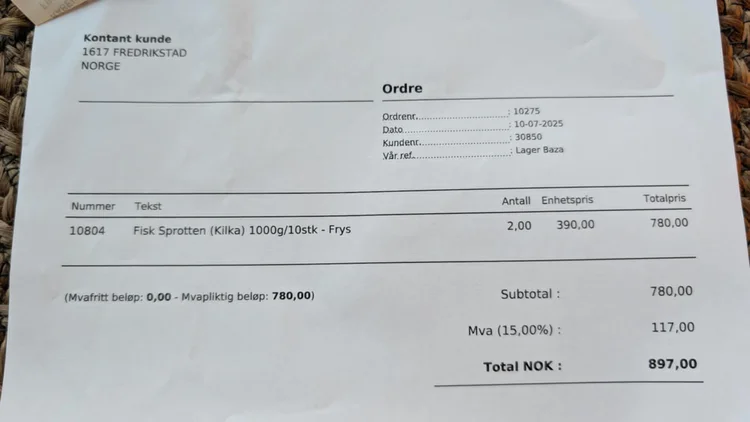 Kontant kunde
1617 FREDRIKSTAD
NORGE
Ordre
Ordrenr. : 10275
Dato : 10-07-2025
Kundenr. : 30850
Vår ref. : Lager Baza
Nummer Tekst Antall Enhetspris Totalpris
10804 Fisk Sprotten (Kilka) 1000g/10stk - Frys 2,00 390,00 780,00
(Mvafritt beløp: 0,00 - Mvapliktig beløp: 780,00)
Subtotal : 780,00
Mva (15,00%) : 117,00
Total NOK : 897,00